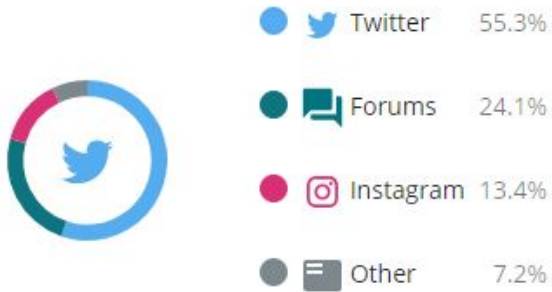 Twitter 55.3%
Forums 24.1%
Instagram 13.4%
Other 7.2%